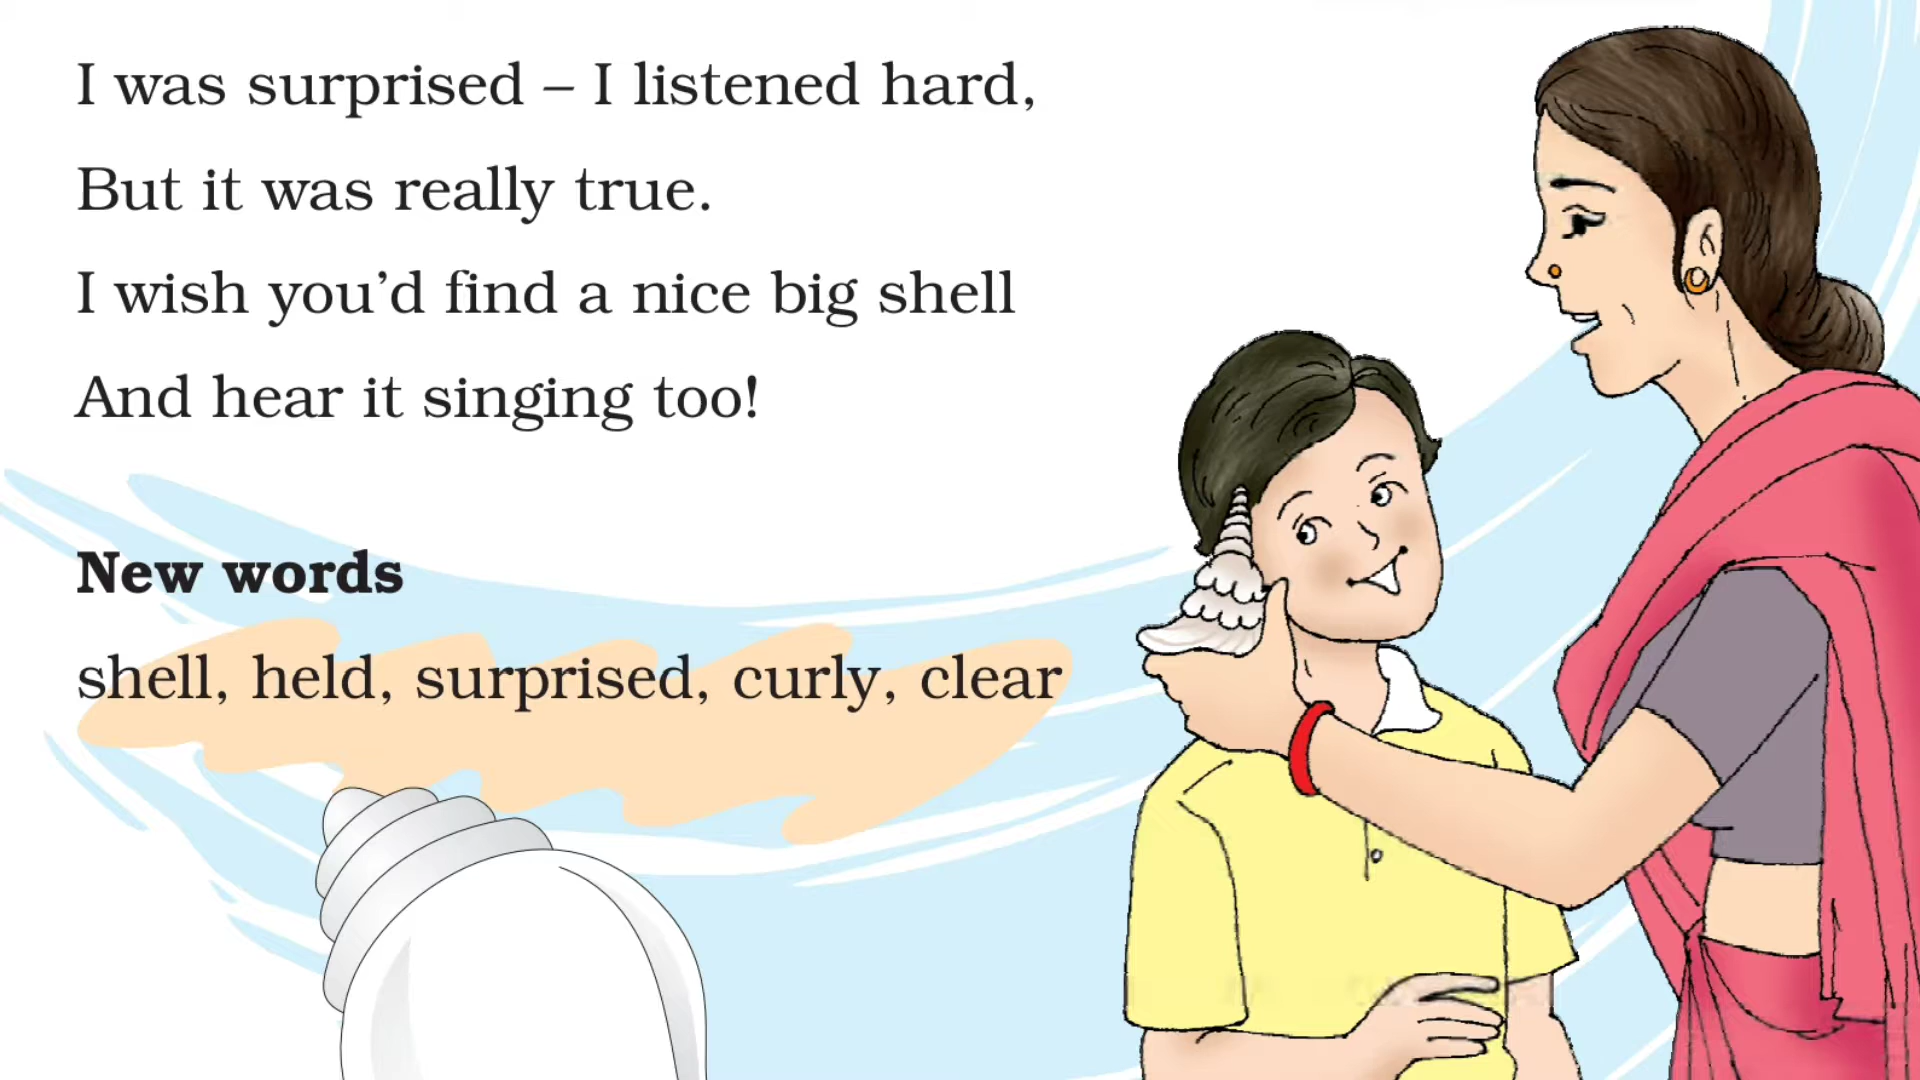 I was surprised – I listened hard,
But it was really true.
I wish you’d find a nice big shell
And hear it singing too!
New words
shell, held, surprised, curly, clear